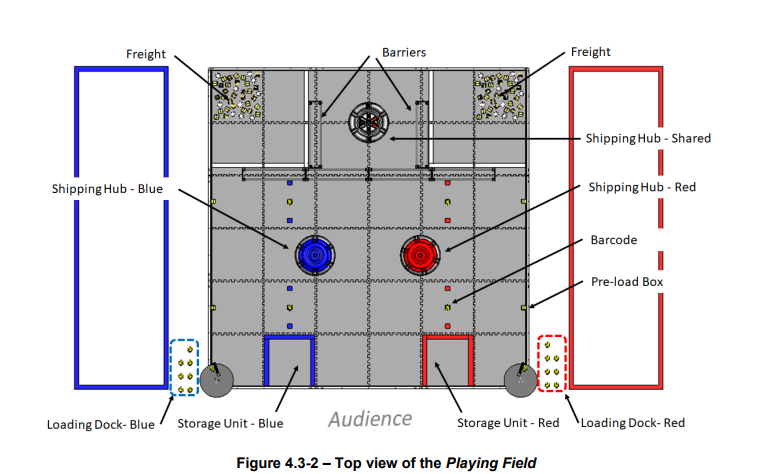 Freight
Barriers
Freight
Shipping Hub - Shared
Shipping Hub - Blue
Shipping Hub - Red
Barcode
Pre-load Box
Loading Dock- Blue
Storage Unit - Blue
Audience
Storage Unit - Red
Loading Dock- Red
Figure 4.3-2 – Top view of the Playing Field